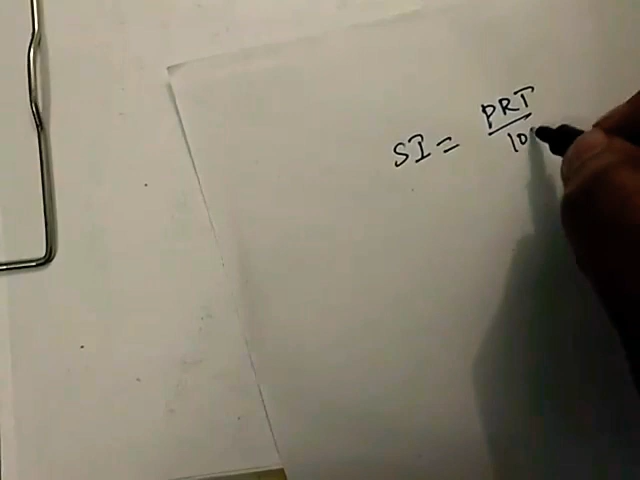 SI = PRT/10